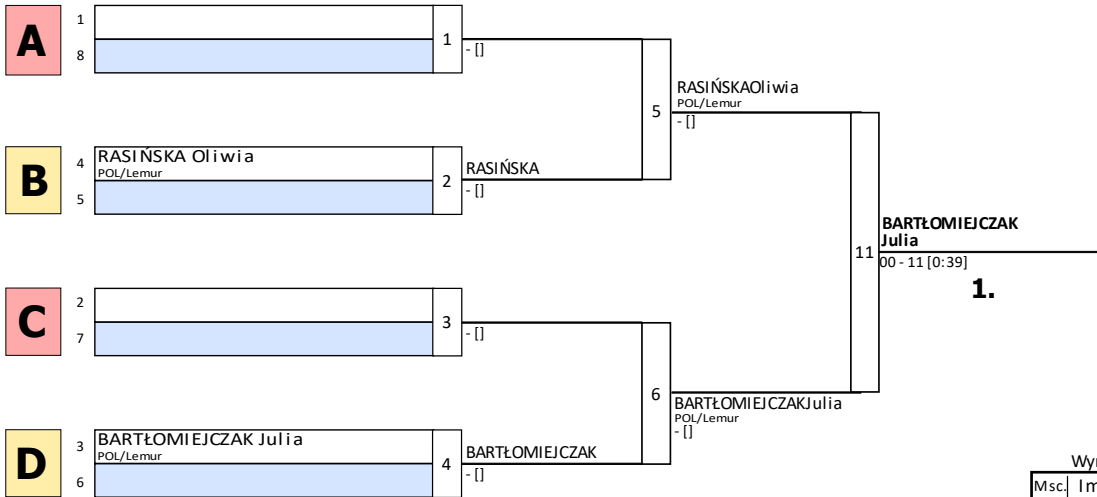 A
1
8
1
- []
B
4
RASIŃSKA Oliwia
POL/Lemur
5
2
RASIŃSKA
- []
5
RASIŃSKAOliwia
POL/Lemur
- []
C
2
7
3
- []
D
3
BARTŁOMIEJCZAK Julia
POL/Lemur
6
4
BARTŁOMIEJCZAK
- []
6
BARTŁOMIEJCZAKJulia
POL/Lemur
- []
11
BARTŁOMIEJCZAK
Julia
00 - 11 [0:39]
1.
Msc.